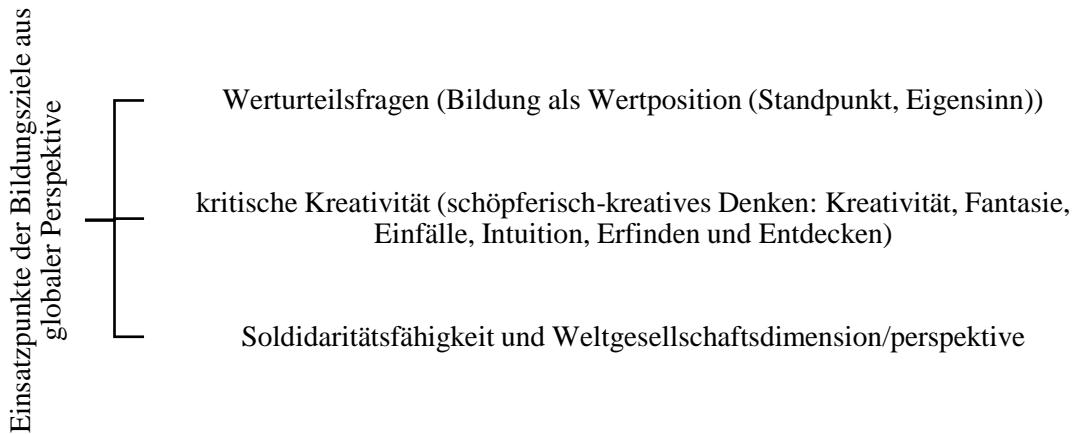 Einsatzpunkte der Bildungsziele aus
globaler Perspektive
Werturteilsfragen (Bildung als Wertposition (Standpunkt, Eigensinn))
kritische Kreativität (schöpferisch-kreatives Denken: Kreativität, Fantasie,
Einfälle, Intuition, Erfinden und Entdecken)
Soldidaritätsfähigkeit und Weltgesellschaftsdimension/perspektive